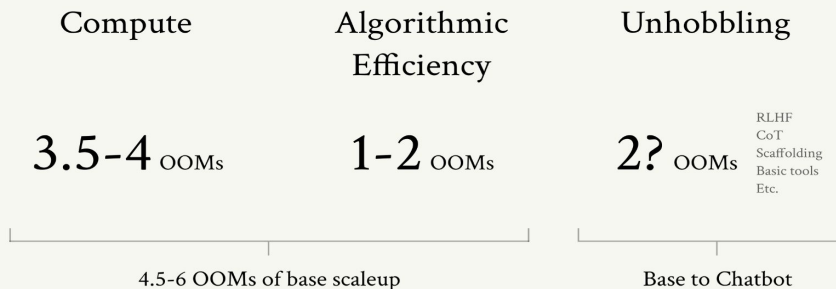 Compute
Algorithmic
Efficiency
Unhobbling
3.5-4 OOMs
1-2 OOMs
2? OOMs
RLHF
CoT
Scaffolding
Basic tools
Etc.
4.5-6 OOMs of base scaleup
Base to Chatbot